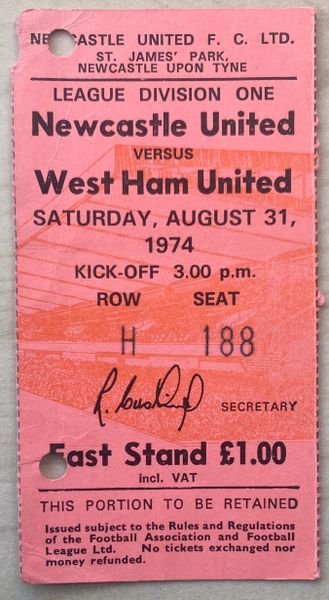 NEWCASTLE UNITED F. C. LTD.
ST. JAMES' PARK,
NEWCASTLE UPON TYNE
LEAGUE DIVISION ONE
Newcastle United
VERSUS
West Ham United
SATURDAY, AUGUST 31,
1974
KICK-OFF 3.00 p.m.
ROW SEAT
H 188
SECRETARY
East Stand £1.00
incl. VAT
THIS PORTION TO BE RETAINED
Issued subject to the Rules and Regulations
of the Football Association and Football
League Ltd. No tickets exchanged nor
money refunded.